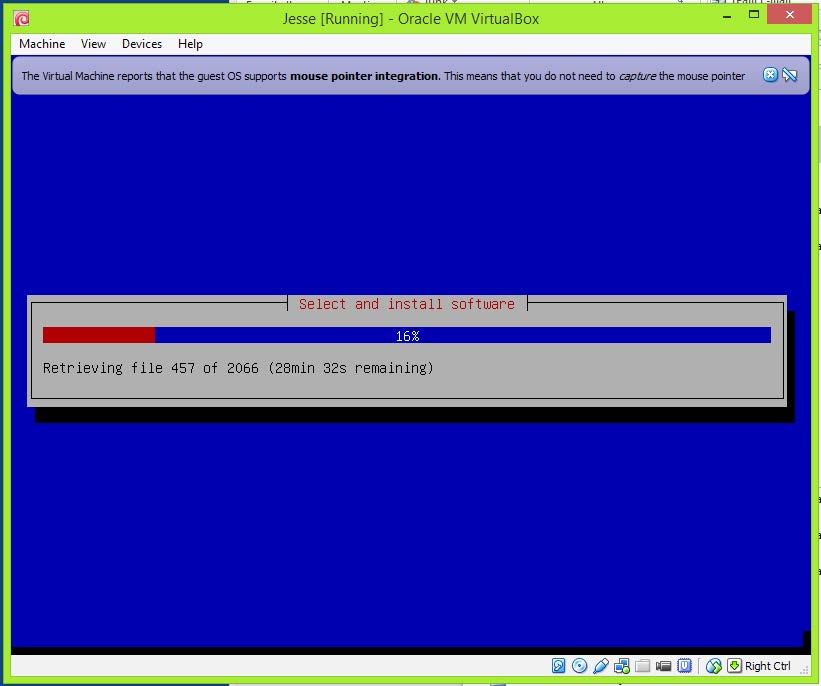 Jesse [Running] - Oracle VM VirtualBox
Machine View Devices Help
The Virtual Machine reports that the guest OS supports mouse pointer integration. This means that you do not need to capture the mouse pointer
Select and install software
16%
Retrieving file 457 of 2066 (28min 32s remaining)
Right Ctrl